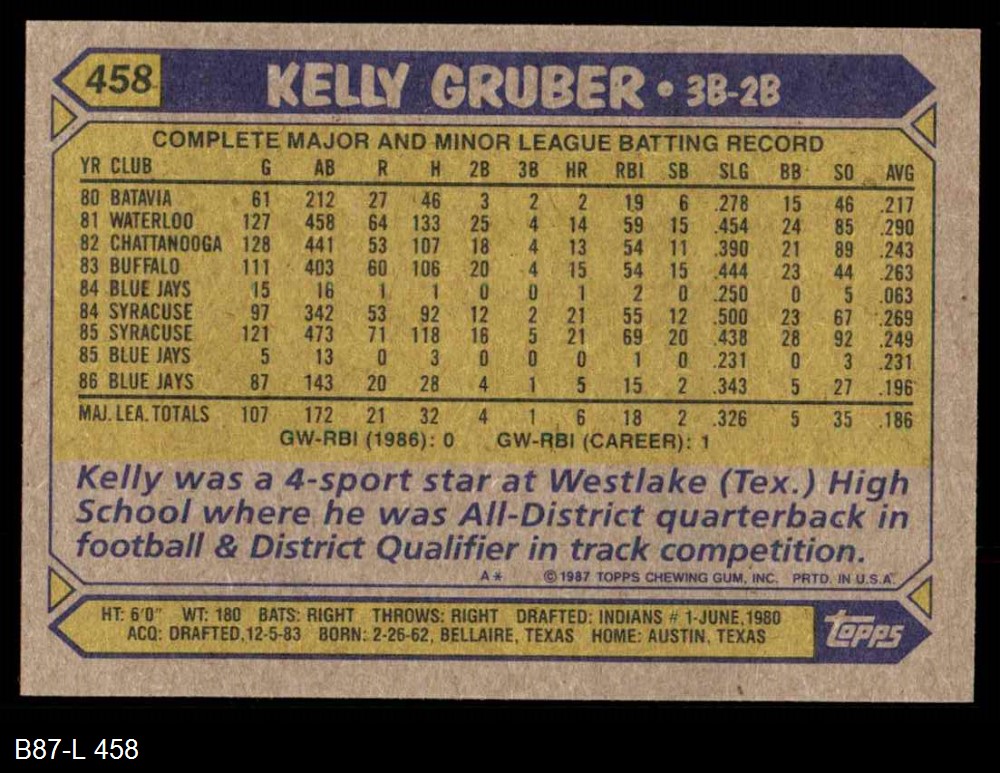 458 KELLY GRUBER • 3B-2B
COMPLETE MAJOR AND MINOR LEAGUE BATTING RECORD
YR CLUB G AB R H 2B 3B HR RBI SB SLG BB SO AVG
80 BATAVIA 61 212 27 46 3 2 2 19 6 .278 15 46 .217
81 WATERLOO 127 458 64 133 25 4 14 59 15 .454 24 85 .290
82 CHATTANOOGA 128 441 53 107 18 4 13 54 11 .390 21 89 .243
83 BUFFALO 111 403 60 106 20 4 15 54 15 .444 23 44 .263
84 BLUE JAYS 15 16 1 1 0 0 1 2 0 .250 0 5 .063
84 SYRACUSE 97 342 53 92 12 2 21 55 12 .500 23 67 .269
85 SYRACUSE 121 473 71 118 16 5 21 69 20 .438 28 92 .249
85 BLUE JAYS 5 13 0 3 0 0 0 1 0 .231 0 3 .231
86 BLUE JAYS 87 143 20 28 4 1 5 15 2 .343 5 27 .196
MAJ. LEA. TOTALS 107 172 21 32 4 1 6 18 2 .326 5 35 .186
GW-RBI (1986): 0 GW-RBI (CAREER): 1
Kelly was a 4-sport star at Westlake (Tex.) High
School where he was All-District quarterback in
football & District Qualifier in track competition.
A* ©1987 TOPPS CHEWING GUM, INC. PRTD. IN U.S.A.
HT: 6'0" WT: 180 BATS: RIGHT THROWS: RIGHT DRAFTED: INDIANS # 1-JUNE, 1980
ACQ: DRAFTED, 12-5-83 BORN: 2-26-62, BELLAIRE, TEXAS HOME: AUSTIN, TEXAS
topps
B87-L 458